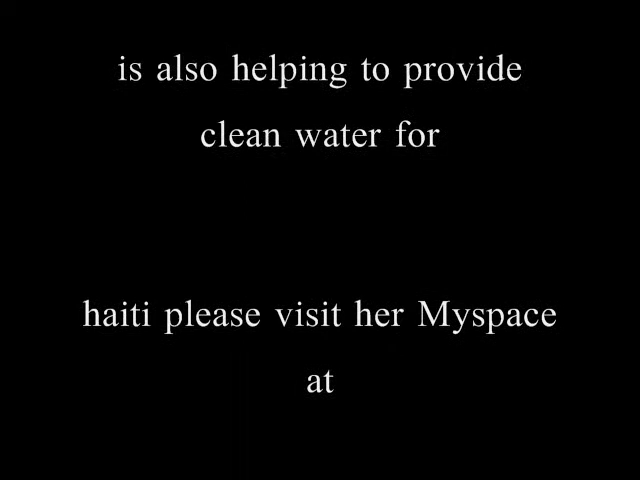 is also helping to provide
clean water for
haiti please visit her Myspace
at